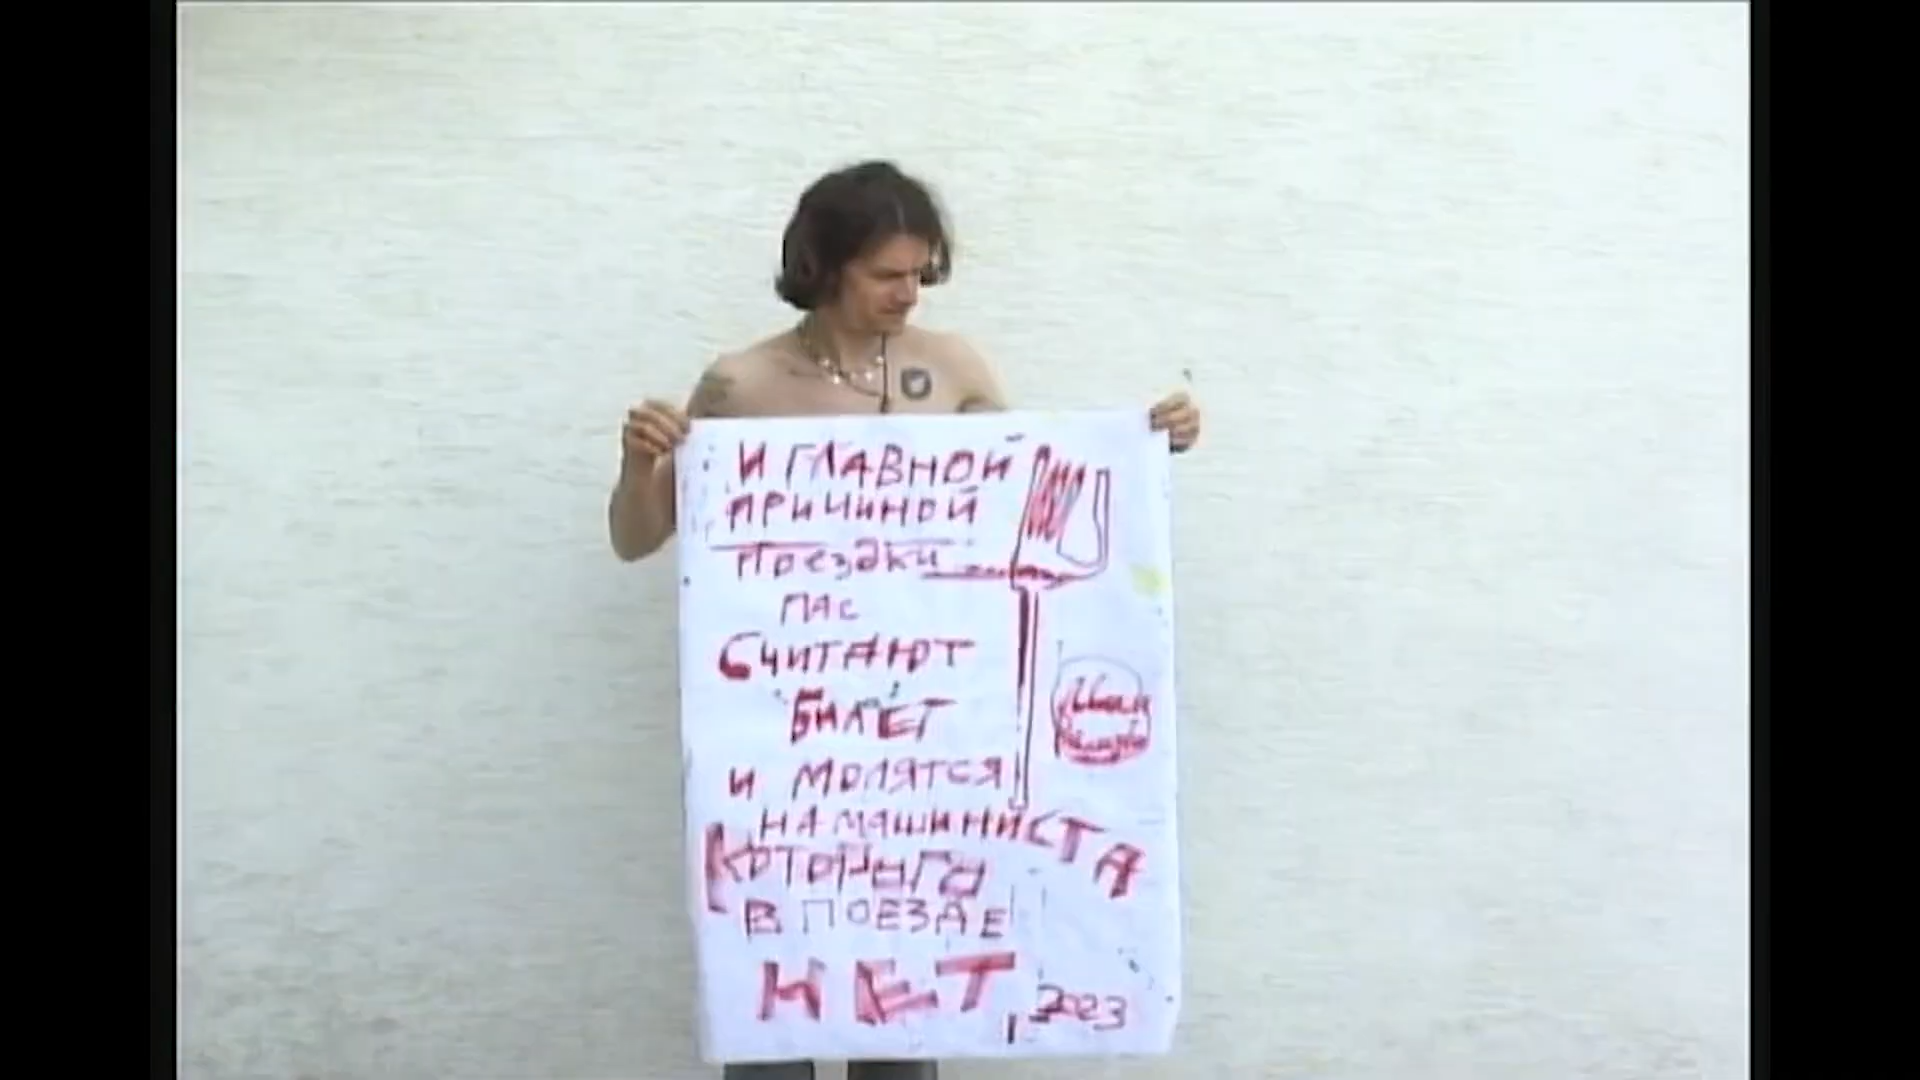 И ГЛАВНОЙ
ПРИЧИНОЙ
поездки
ПАС
СЧИТАЮТ
БИЛЕТ
И МОЛЯТСЯ
НА МАШИНИСТА
КОТОРОГО
В ПОЕЗДЕ
НЕТ, 2023